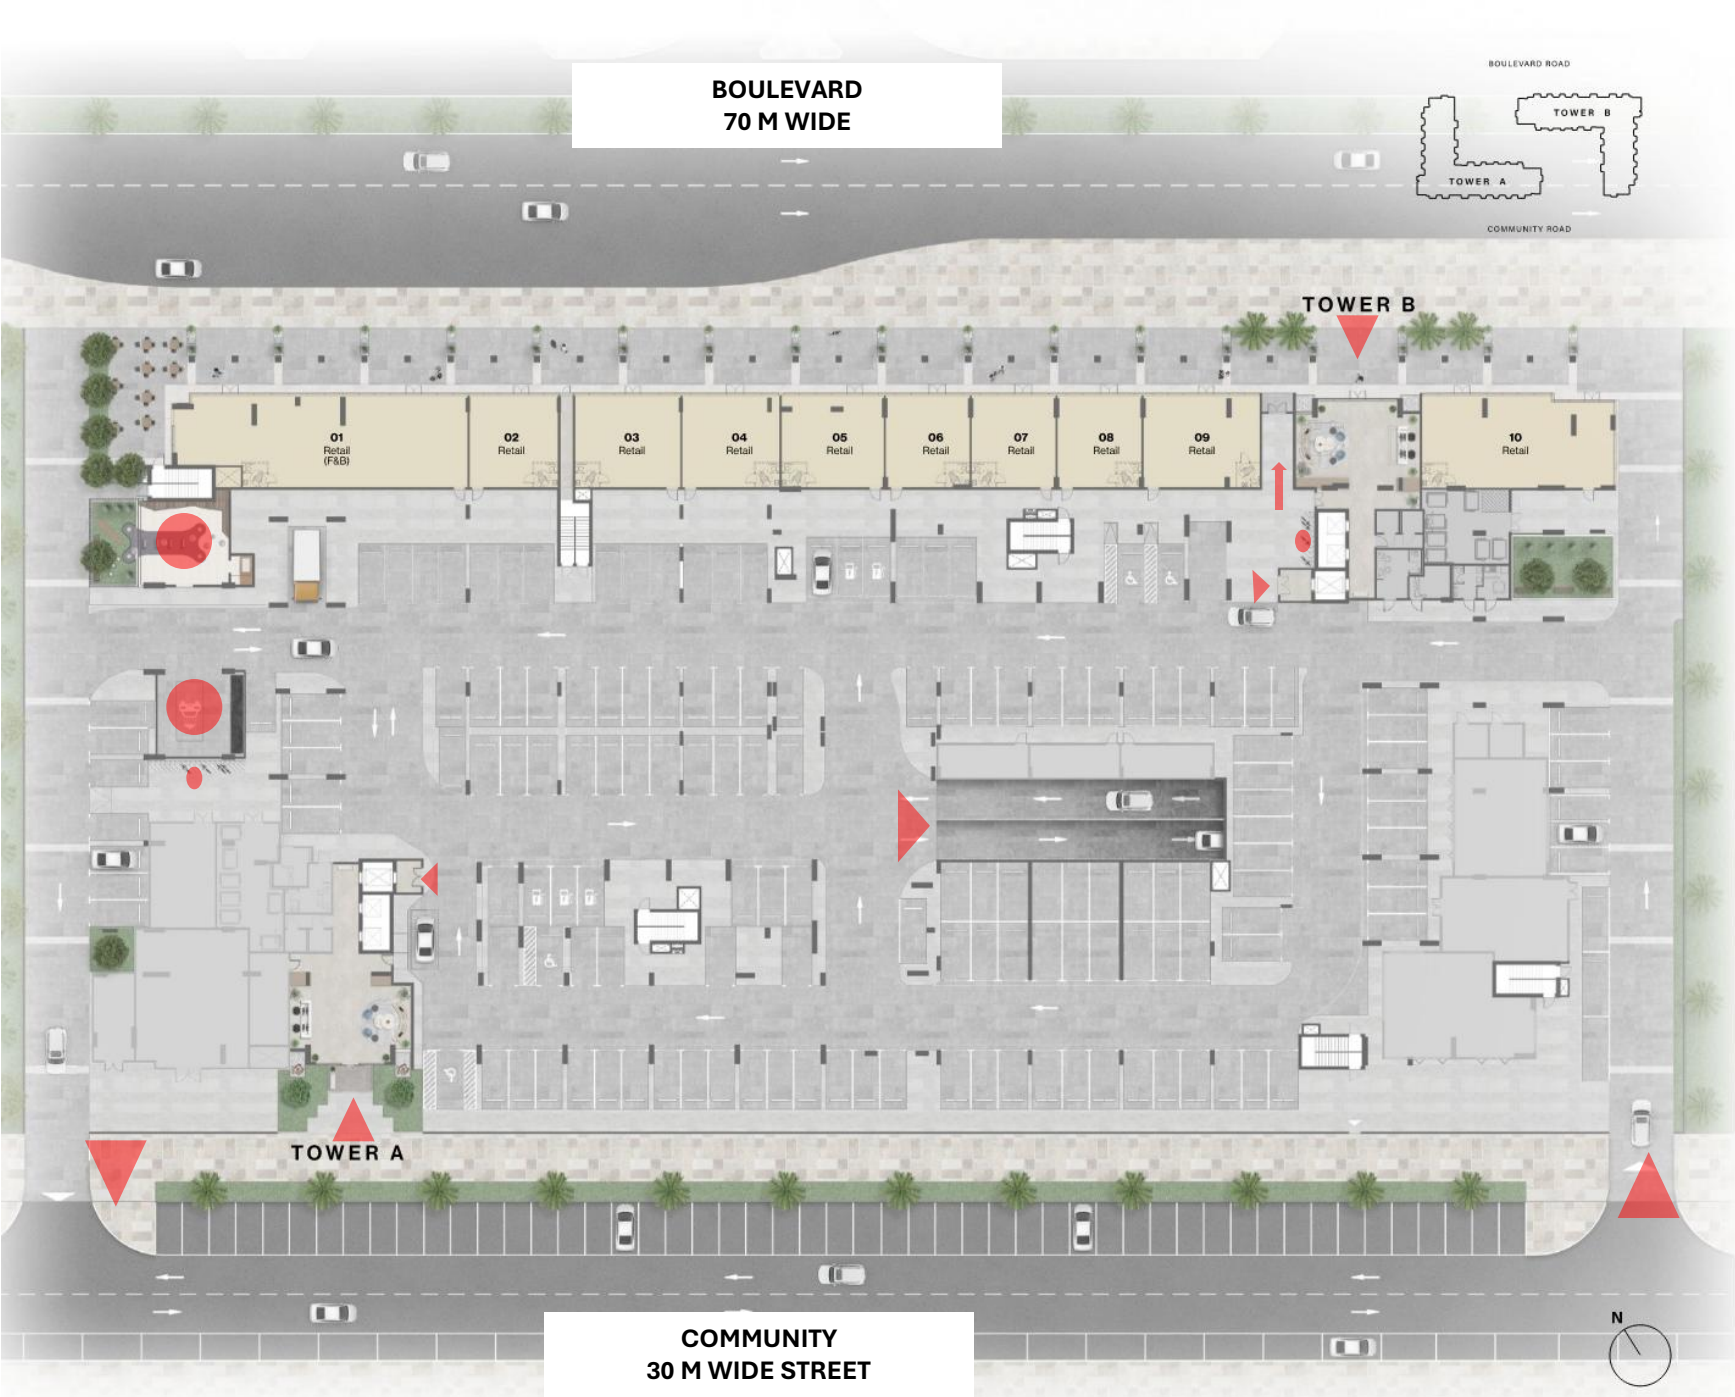 BOULEVARD
70 M WIDE
BOULEVARD ROAD
TOWER B
TOWER A
COMMUNITY ROAD
TOWER B
01
Retail
(F&B)
02
Retail
03
Retail
04
Retail
05
Retail
06
Retail
07
Retail
08
Retail
09
Retail
10
Retail
TOWER A
COMMUNITY
30 M WIDE STREET
N